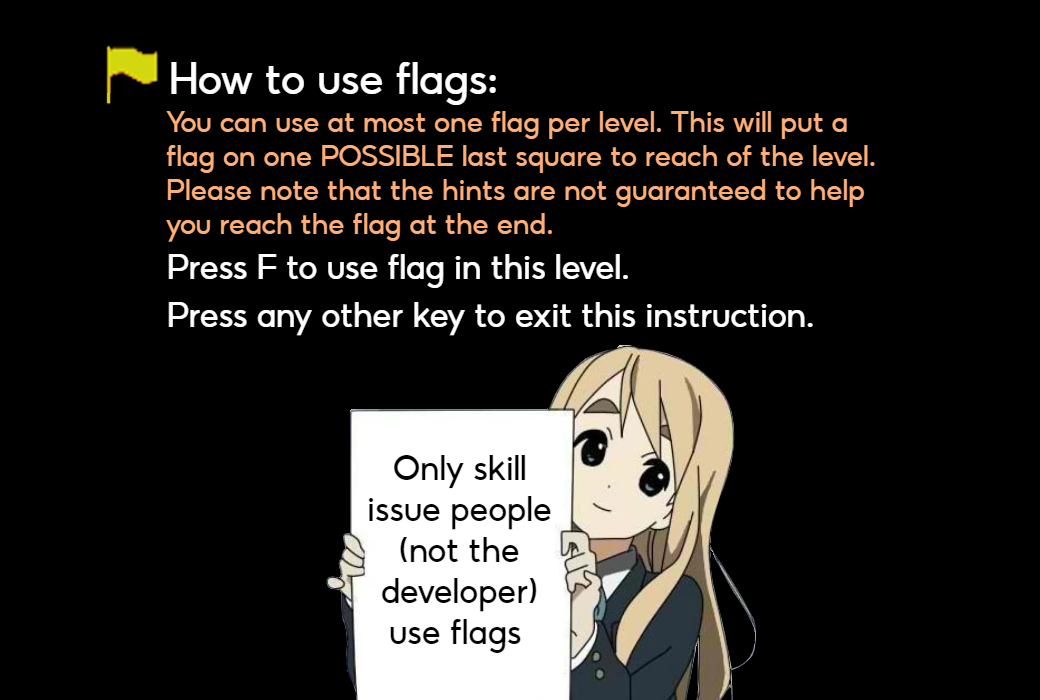 How to use flags:
You can use at most one flag per level. This will put a
flag on one POSSIBLE last square to reach of the level.
Please note that the hints are not guaranteed to help
you reach the flag at the end.
Press F to use flag in this level.
Press any other key to exit this instruction.
Only skill
issue people
(not the
developer)
use flags